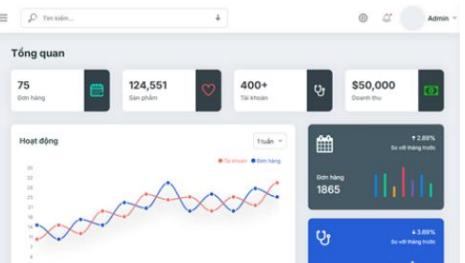 Tìm kiếm...
Admin
Tổng quan
75
Đơn hàng
124,551
Sản phẩm
400+
Tài khoản
$50,000
Doanh thu
Hoạt động
1 tuần
Tài khoản Đơn hàng
2.89%
So với tháng trước
Đơn hàng
1865
3.89%
So với tháng trước